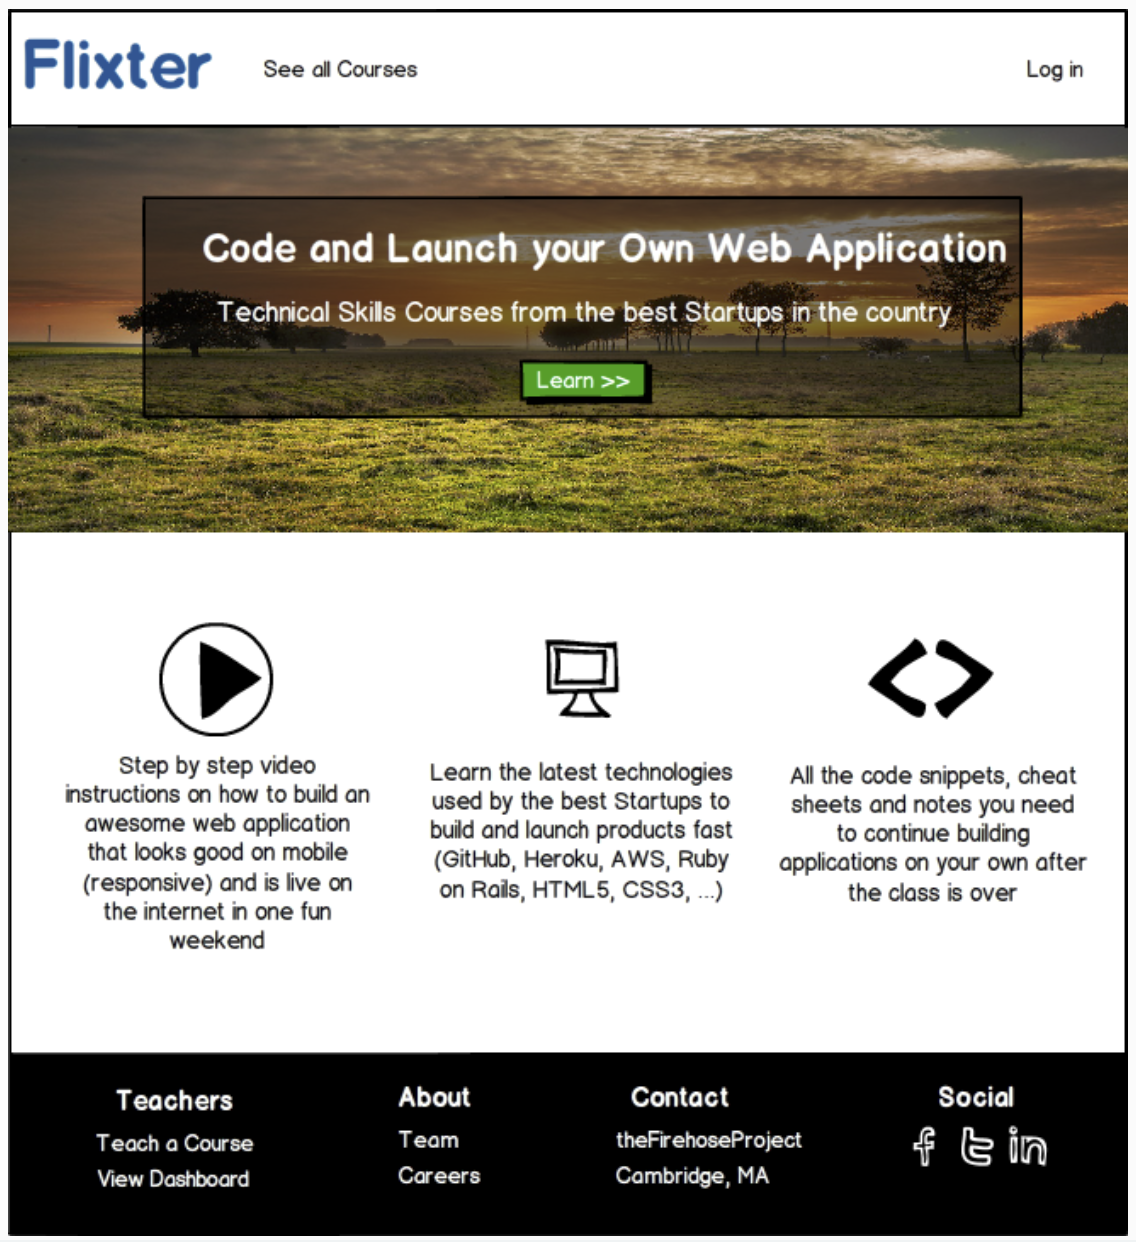 Flixter
See all Courses
Log in
Code and Launch your Own Web Application
Technical Skills Courses from the best Startups in the country
Learn >>
Step by step video
instructions on how to build an
awesome web application
that looks good on mobile
(responsive) and is live on
the internet in one fun
weekend
Learn the latest technologies
used by the best Startups to
build and launch products fast
(GitHub, Heroku, AWS, Ruby
on Rails, HTML5, CSS3, ...)
All the code snippets, cheat
sheets and notes you need
to continue building
applications on your own after
the class is over
Teachers
Teach a Course
View Dashboard
About
Team
Careers
Contact
theFirehoseProject
Cambridge, MA
Social